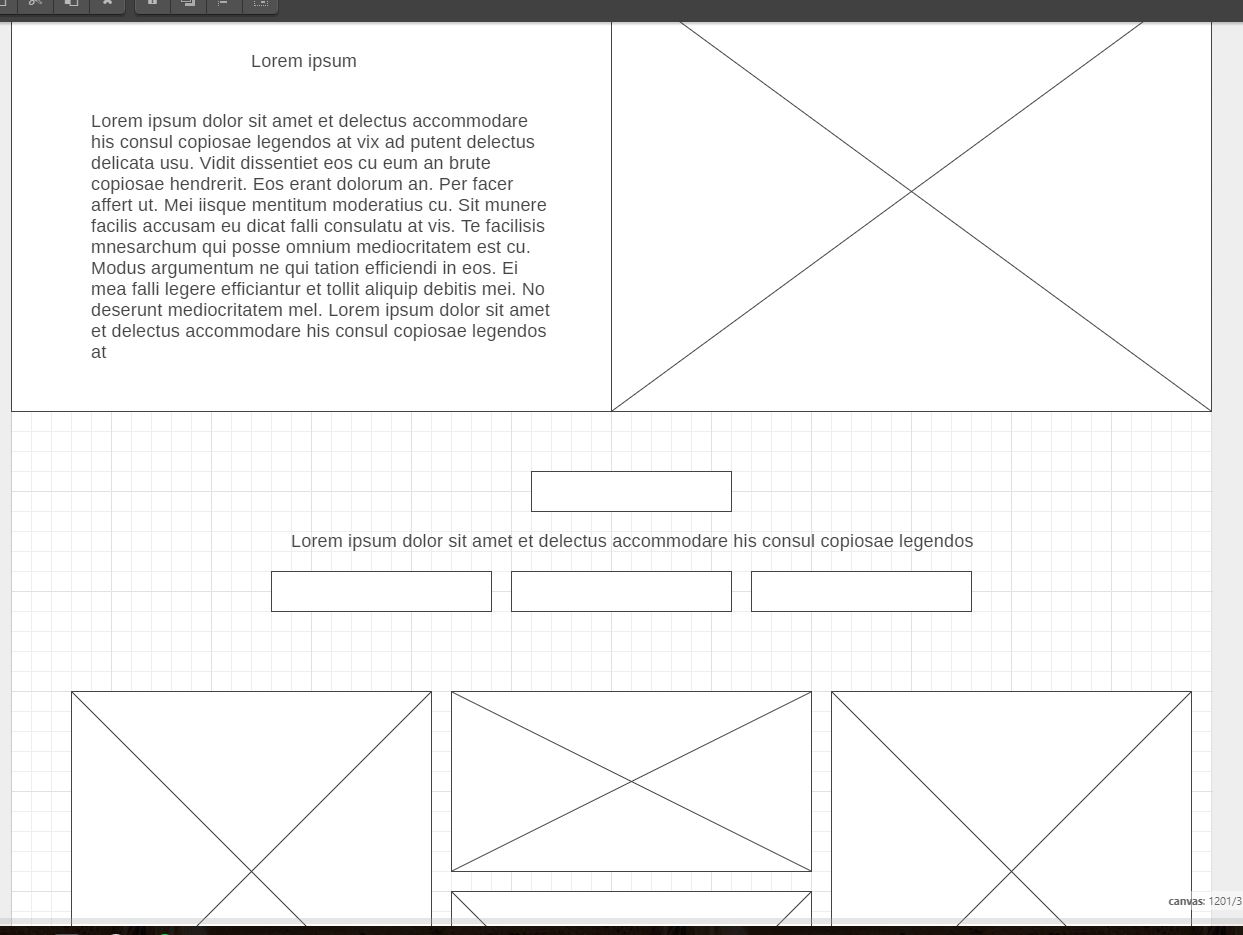 Lorem ipsum
Lorem ipsum dolor sit amet et delectus accommodare
his consul copiosae legendos at vix ad putent delectus
delicata usu. Vidit dissentiet eos cu eum an brute
copiosae hendrerit. Eos erant dolorum an. Per facer
affert ut. Mei iisque mentitum moderatius cu. Sit munere
facilis accusam eu dicat falli consulatu at vis. Te facilisis
mnesarchum qui posse omnium mediocritatem est cu.
Modus argumentum ne qui tation efficiendi in eos. Ei
mea falli legere efficiantur et tollit aliquip debitis mei. No
deserunt mediocritatem mel. Lorem ipsum dolor sit amet
et delectus accommodare his consul copiosae legendos
at
Lorem ipsum dolor sit amet et delectus accommodare his consul copiosae legendos
canvas: 1201/3